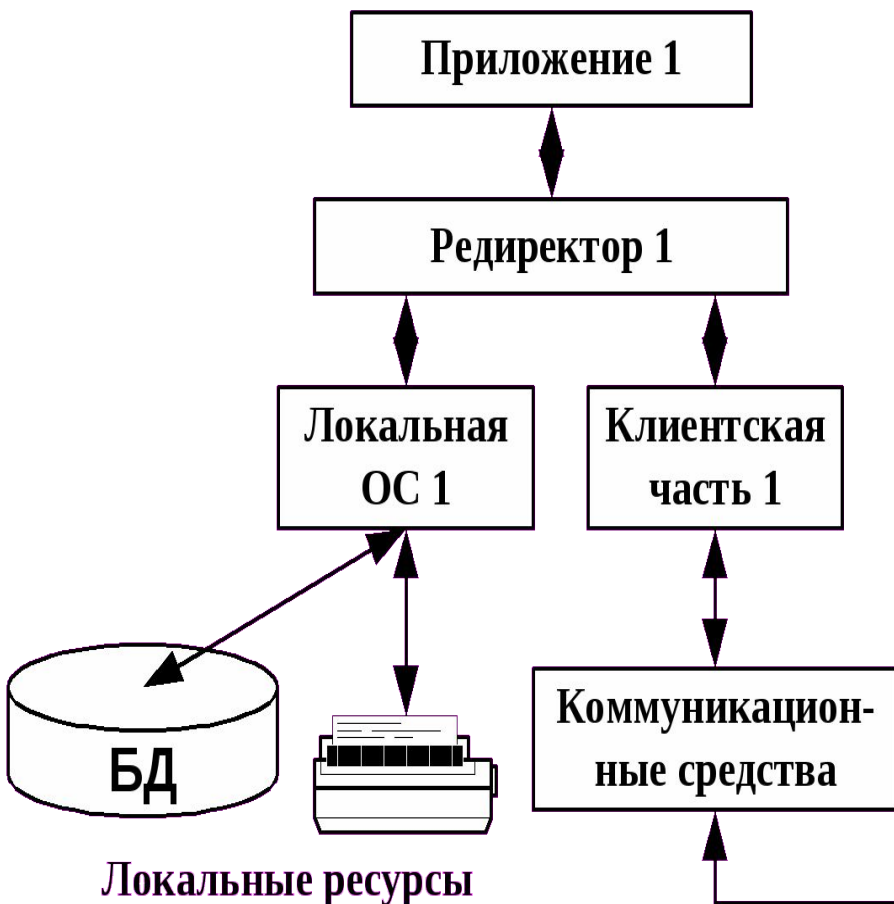 Приложение 1
Редиректор 1
Локальная
ОС 1
Клиентская
часть 1
Коммуникацион-
ные средства
БД
Локальные ресурсы